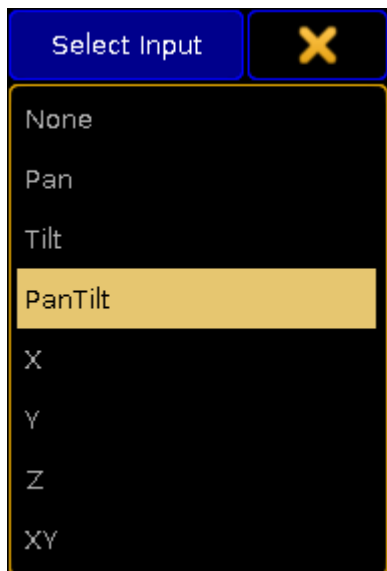 Select Input
None
Pan
Tilt
PanTilt
X
Y
Z
XY